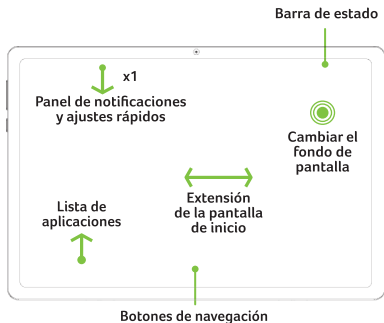 Barra de estado
x1
Panel de notificaciones
y ajustes rápidos
Cambiar el
fondo de
pantalla
Extensión
de la pantalla
de inicio
Lista de
aplicaciones
Botones de navegación